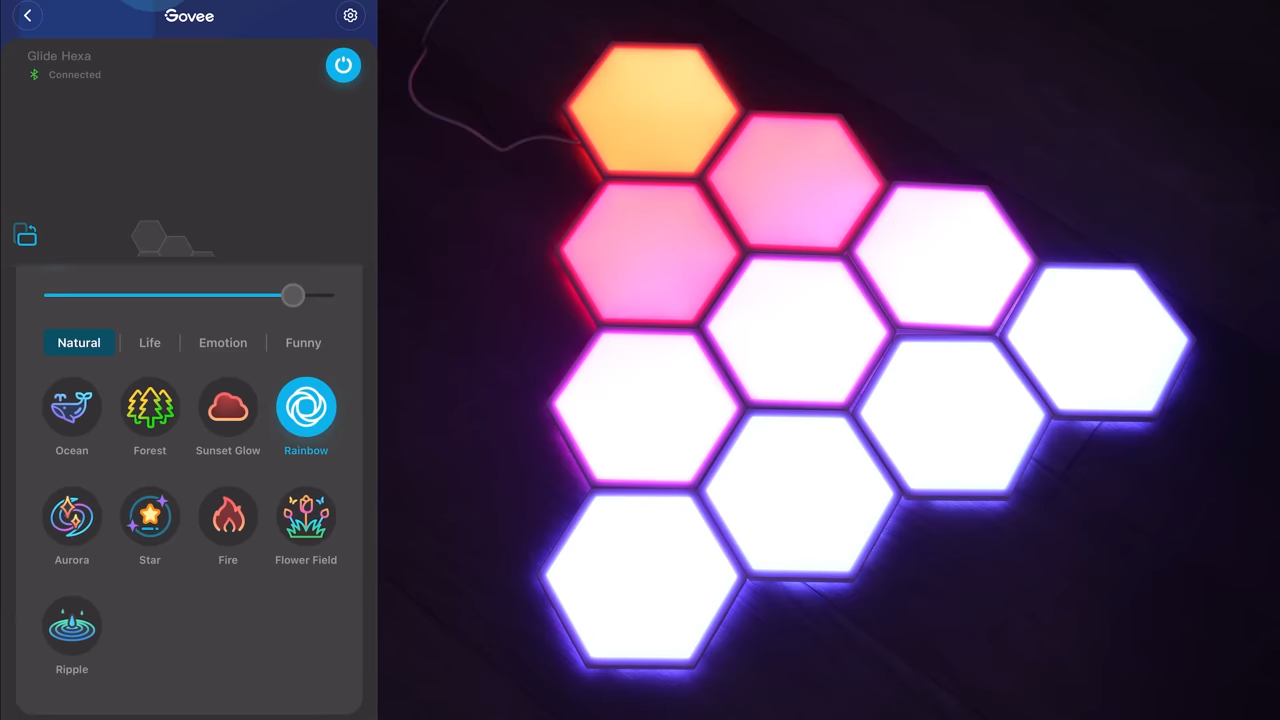 Govee
Glide Hexa
Connected
Natural
Life
Emotion
Funny
Ocean
Forest
Sunset Glow
Rainbow
Aurora
Star
Fire
Flower Field
Ripple